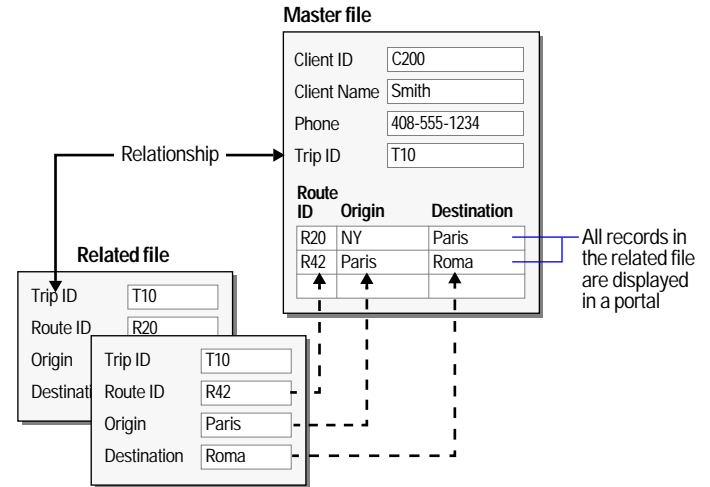 Master file
Client ID C200
Client Name Smith
Phone 408-555-1234
Trip ID T10
Relationship
Route
ID Origin Destination
R20 NY Paris
R42 Paris Roma
All records in
the related file
are displayed
in a portal
Related file
Trip ID T10
Route ID R20
Origin
Destinati
Trip ID T10
Route ID R42
Origin Paris
Destination Roma